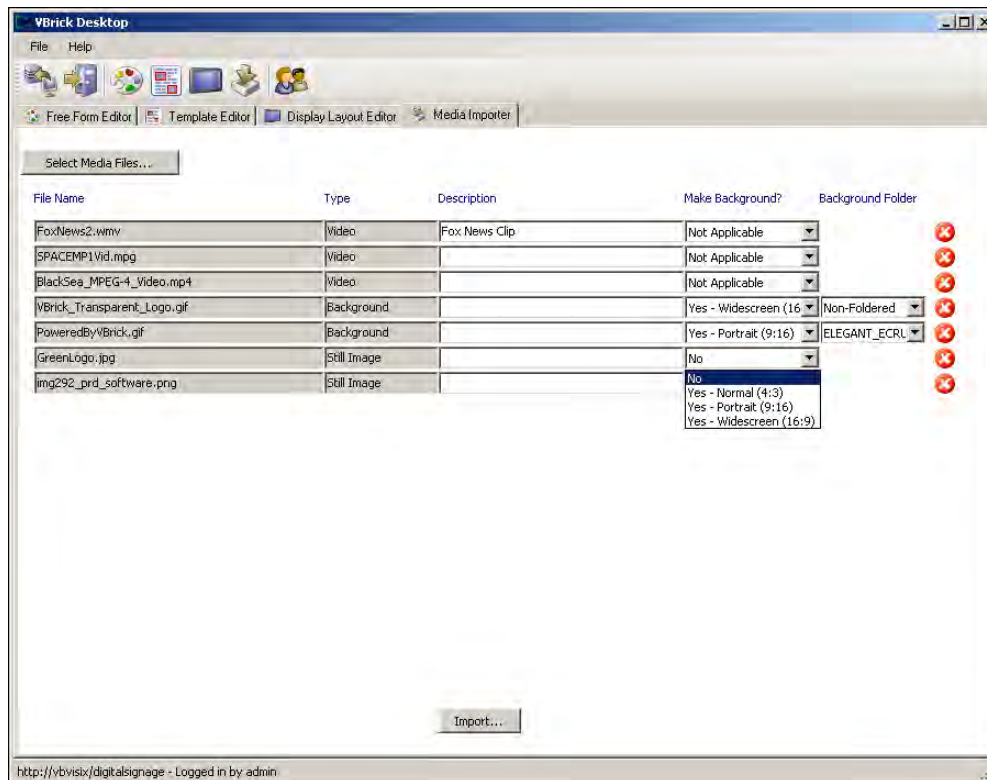 VBrick Desktop
File Help
Free Form Editor Template Editor Display Layout Editor Media Importer
Select Media Files...
File Name Type Description Make Background? Background Folder
FoxNews2.wmv Video Fox News Clip Not Applicable
SPACEMP1Vid.mpg Video Not Applicable
BlackSea_MPEG-4_Video.mp4 Video Not Applicable
VBrick_Transparent_Logo.gif Background Yes - Widescreen (16 Non-Foldered
PoweredByVBrick.gif Background Yes - Portrait (9:16) ELEGANT_ECRU
GreenLogo.jpg Still Image No
img292_prd_software.png Still Image
No
Yes - Normal (4:3)
Yes - Portrait (9:16)
Yes - Widescreen (16:9)
Import...
http://vbvisix/digitalsignage - Logged in by admin